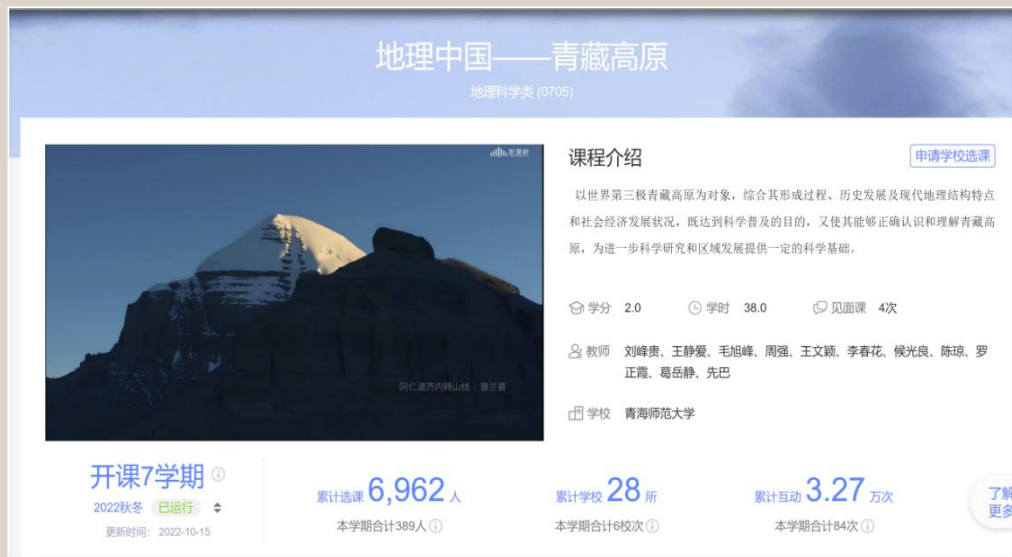 地理中国——青藏高原
地理科学类 (0705)
智慧树
课程介绍
申请学校选课
以世界第三极青藏高原为对象，综合其形成过程、历史发展及现代地理结构特点
和社会经济发展状况，既达到科学普及的目的，又使其能够正确认识和理解青藏高
原，为进一步科学研究和区域发展提供一定的科学基础。
学分 2.0 学时 38.0 见面课 4次
教师 刘峰贵、王静爱、毛旭峰、周强、王文颖、李春花、候光良、陈琼、罗
正霞、葛岳静、先巴
冈仁波齐内转山线 · 普兰县
学校 青海师范大学
开课7学期
2022秋冬 已运行
更新时间： 2022-10-15
累计选课 6,962 人
本学期合计389人
累计学校 28 所
本学期合计6校次
累计互动 3.27 万次
本学期合计84次
了解
更多